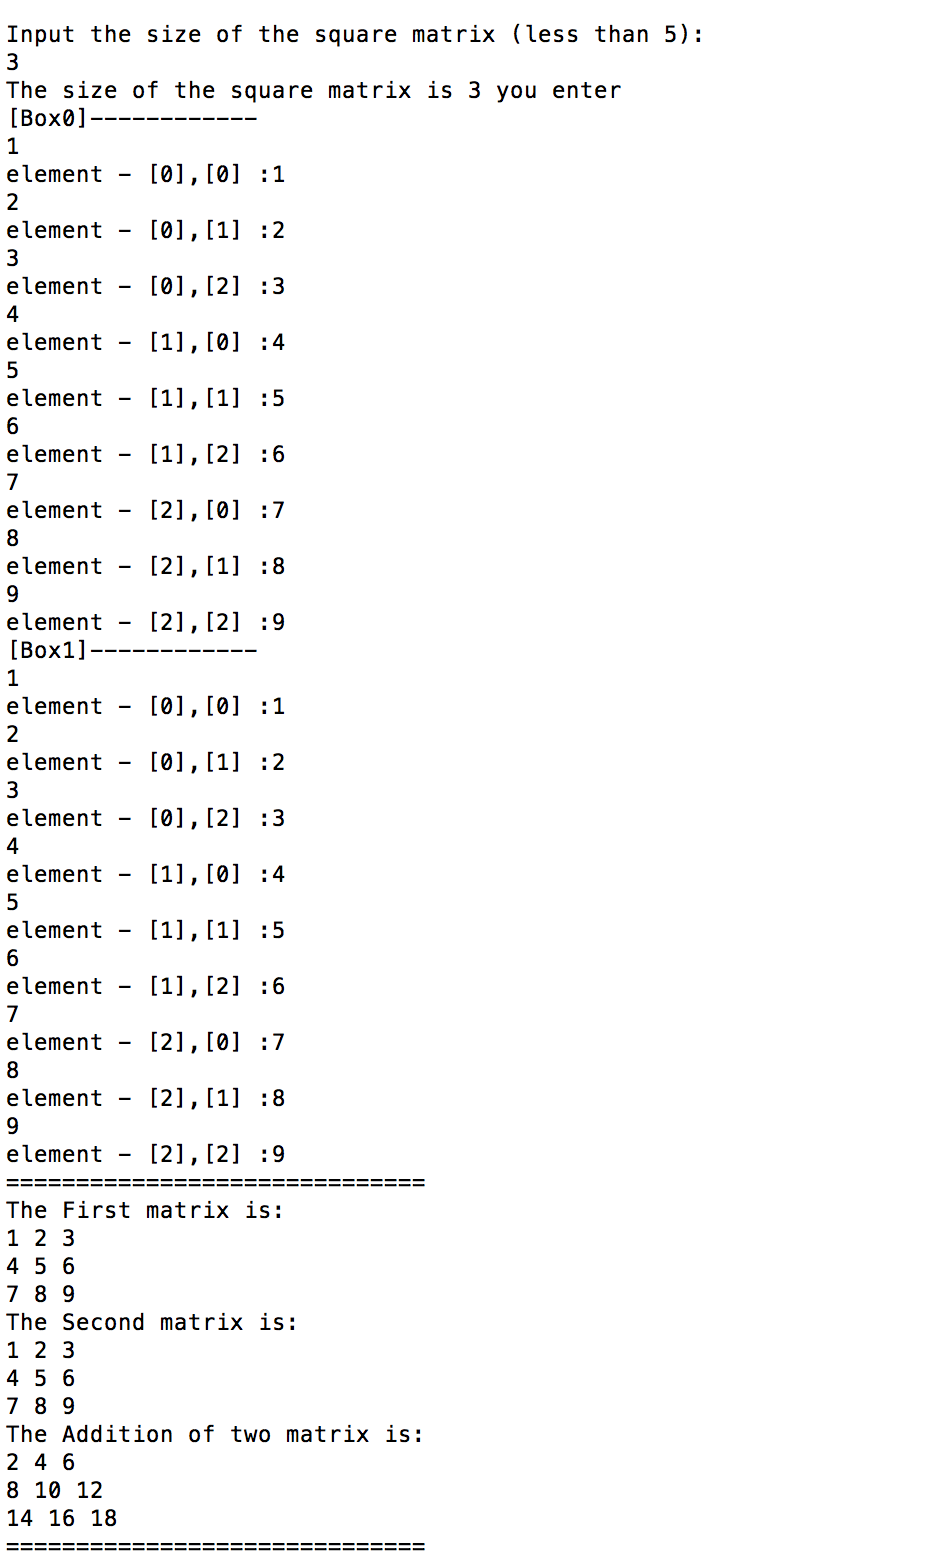 Input the size of the square matrix (less than 5):
3
The size of the square matrix is 3 you enter
[Box0]------------
1
element - [0],[0] :1
2
element - [0],[1] :2
3
element - [0],[2] :3
4
element - [1],[0] :4
5
element - [1],[1] :5
6
element - [1],[2] :6
7
element - [2],[0] :7
8
element - [2],[1] :8
9
element - [2],[2] :9
[Box1]------------
1
element - [0],[0] :1
2
element - [0],[1] :2
3
element - [0],[2] :3
4
element - [1],[0] :4
5
element - [1],[1] :5
6
element - [1],[2] :6
7
element - [2],[0] :7
8
element - [2],[1] :8
9
element - [2],[2] :9
==============================
The First matrix is:
1 2 3
4 5 6
7 8 9
The Second matrix is:
1 2 3
4 5 6
7 8 9
The Addition of two matrix is:
2 4 6
8 10 12
14 16 18
==============================